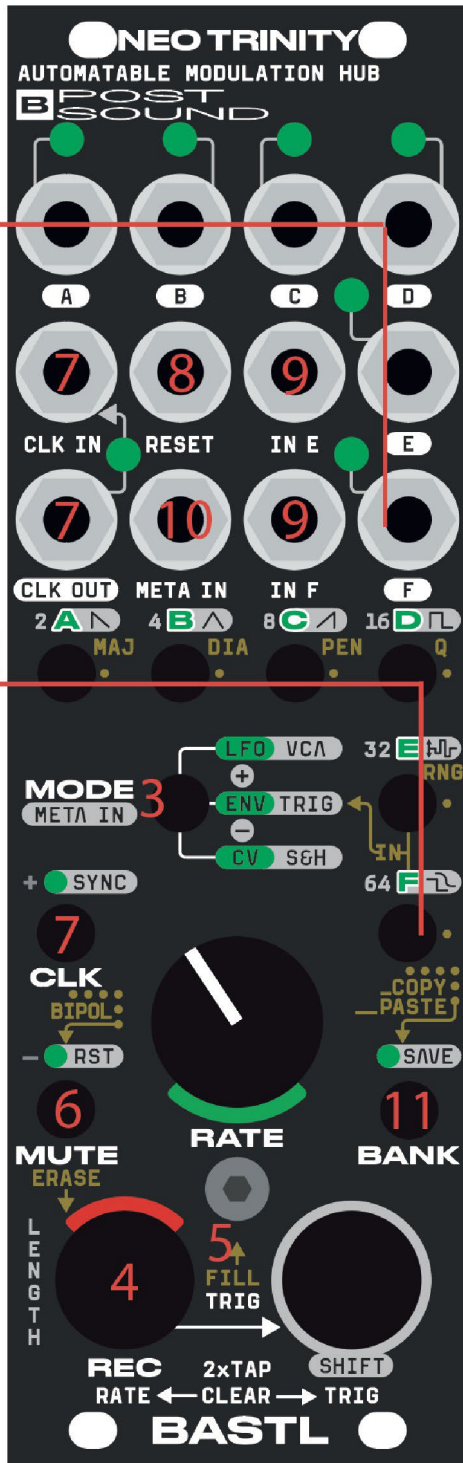 NEO TRINITY
AUTOMATABLE MODULATION HUB
B POST SOUND
A B C D
7 8 9
CLK IN RESET IN E E
7 10 9
CLK OUT META IN IN F F
2 A 4 B 8 C 16 D
MAJ DIA PEN Q
LFO VCA 32 E
+ RNG
MODE 3 ENV TRIG
META IN - IN
CV S&H 64 F
+ SYNC
7
CLK COPY
BIPOL PASTE
- RST SAVE
6 11
MUTE RATE BANK
ERASE
LENGTH
4 5 FILL
TRIG
REC 2xTAP SHIFT
RATE CLEAR TRIG
BASTL